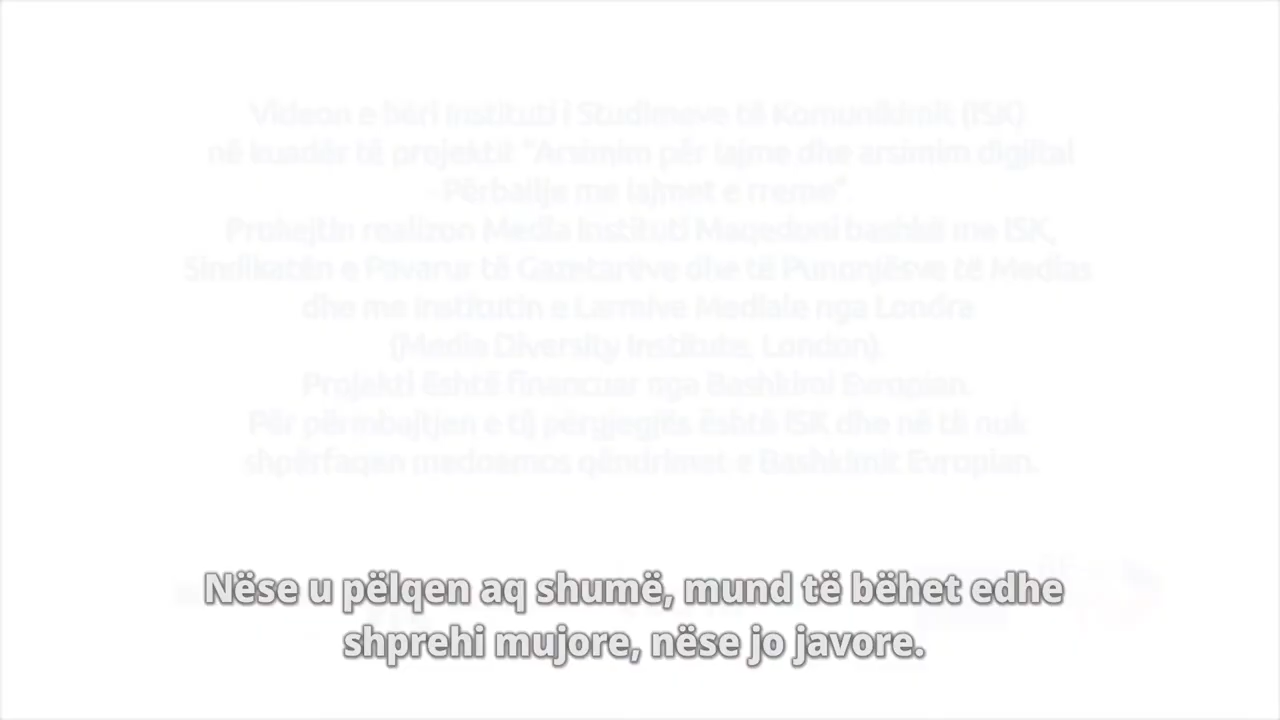 Videon e bëri Instituti i Studimeve të Komunikimit (ISK)
në kuadër të projektit "Arsimim për lajme dhe arsimim digjital
- Përballje me lajmet e rreme".
realizon Media Instituti Maqedoni bashkë me ISK,
Sindikatën e Pavarur të Gazetarëve dhe të Punonjësve të Medias
dhe me Institutin e Larmive Mediale nga Londra
(Media Diversity Institute, London).
Projekti është financuar nga Bashkimi Evropian.
Për përmbajtjen e tij përgjegjës është ISK dhe në të nuk
shpërfaqen medoemos qëndrimet e Bashkimit Evropian.
Nëse u pëlqen aq shumë, mund të bëhet edhe
shprehi mujore, nëse jo javore.